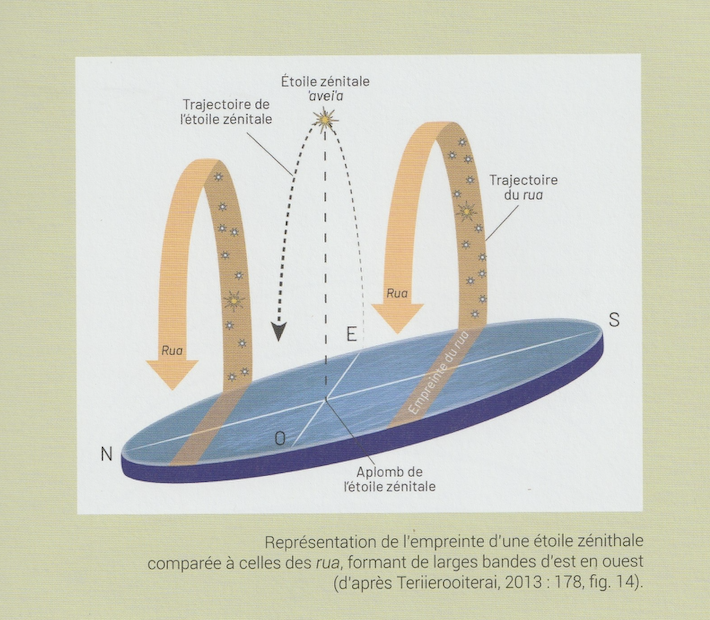 Étoile zénitale
'avei'a
Trajectoire de
l'étoile zénitale
Trajectoire
du rua
Rua
Rua
E
S
Empreinte du rua
N
O
Aplomb de
l'étoile zénitale
Représentation de l'empreinte d'une étoile zénithale
comparée à celles des rua, formant de larges bandes d'est en ouest
(d'après Teriierooiterai, 2013 : 178, fig. 14).